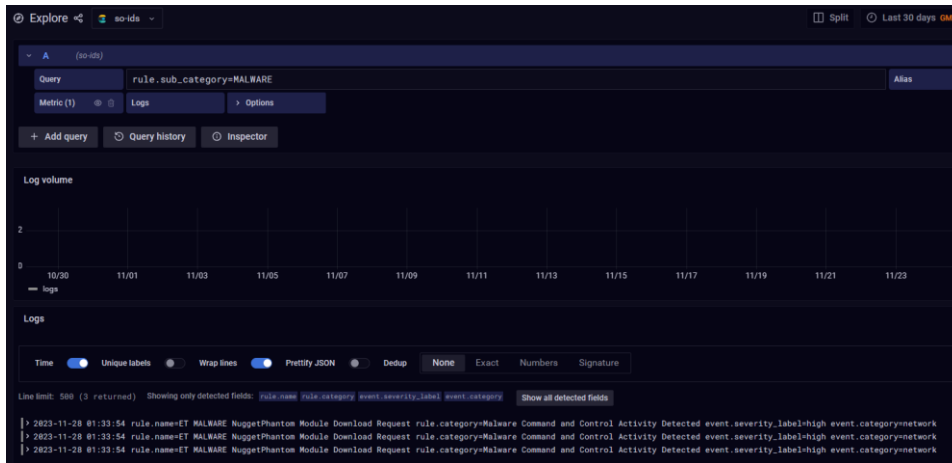 Explore so-ids Split Last 30 days GM
A (so-ids)
Query rule.sub_category=MALWARE Alias
Metric (1) Logs > Options
+ Add query Query history Inspector
Log volume
2
0
10/30 11/01 11/03 11/05 11/07 11/09 11/11 11/13 11/15 11/17 11/19 11/21 11/23
logs
Logs
Time Unique labels Wrap lines Prettify JSON Dedup None Exact Numbers Signature
Line limit: 500 (3 returned) Showing only detected fields: rule.name rule.category event.severity_label event.category Show all detected fields
> 2023-11-28 01:33:54 rule.name=ET MALWARE NuggetPhantom Module Download Request rule.category=Malware Command and Control Activity Detected event.severity_label=high event.category=network
> 2023-11-28 01:33:54 rule.name=ET MALWARE NuggetPhantom Module Download Request rule.category=Malware Command and Control Activity Detected event.severity_label=high event.category=network
> 2023-11-28 01:33:54 rule.name=ET MALWARE NuggetPhantom Module Download Request rule.category=Malware Command and Control Activity Detected event.severity_label=high event.category=network